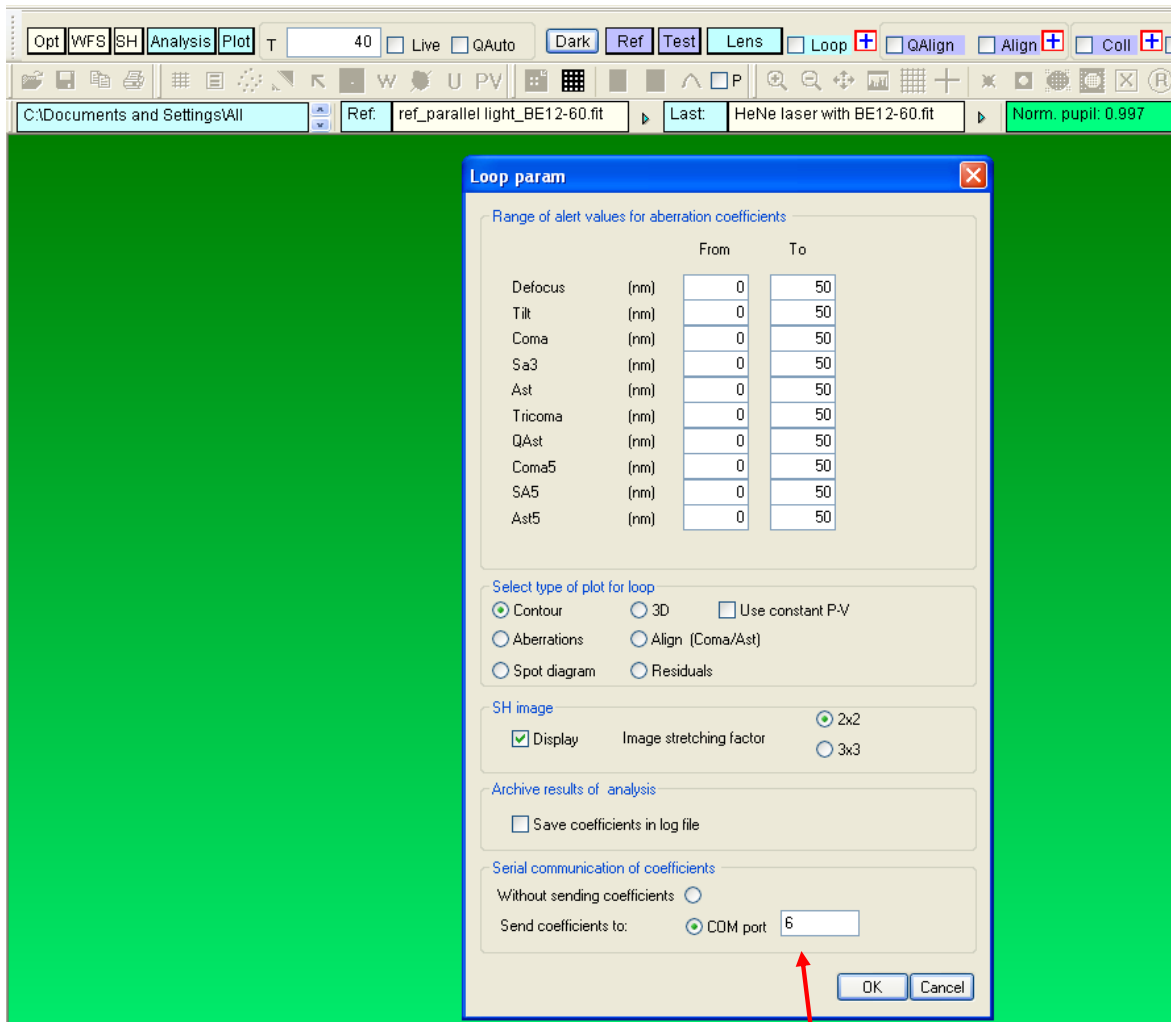 Opt WFS SH Analysis Plot T 40 Live QAuto Dark Ref Test Lens Loop + QAlign Align + Coll +
W U PV P X R
C:\Documents and Settings\All Ref: ref_parallel light_BE12-60.fit Last: HeNe laser with BE12-60.fit Norm. pupil: 0.997
Loop param
Range of alert values for aberration coefficients
From To
Defocus (nm) 0 50
Tilt (nm) 0 50
Coma (nm) 0 50
Sa3 (nm) 0 50
Ast (nm) 0 50
Tricoma (nm) 0 50
QAst (nm) 0 50
Coma5 (nm) 0 50
SA5 (nm) 0 50
Ast5 (nm) 0 50
Select type of plot for loop
Contour 3D Use constant P-V
Aberrations Align (Coma/Ast)
Spot diagram Residuals
SH image
2x2
Display Image stretching factor
3x3
Archive results of analysis
Save coefficients in log file
Serial communication of coefficients
Without sending coefficients
Send coefficients to: COM port 6
OK Cancel